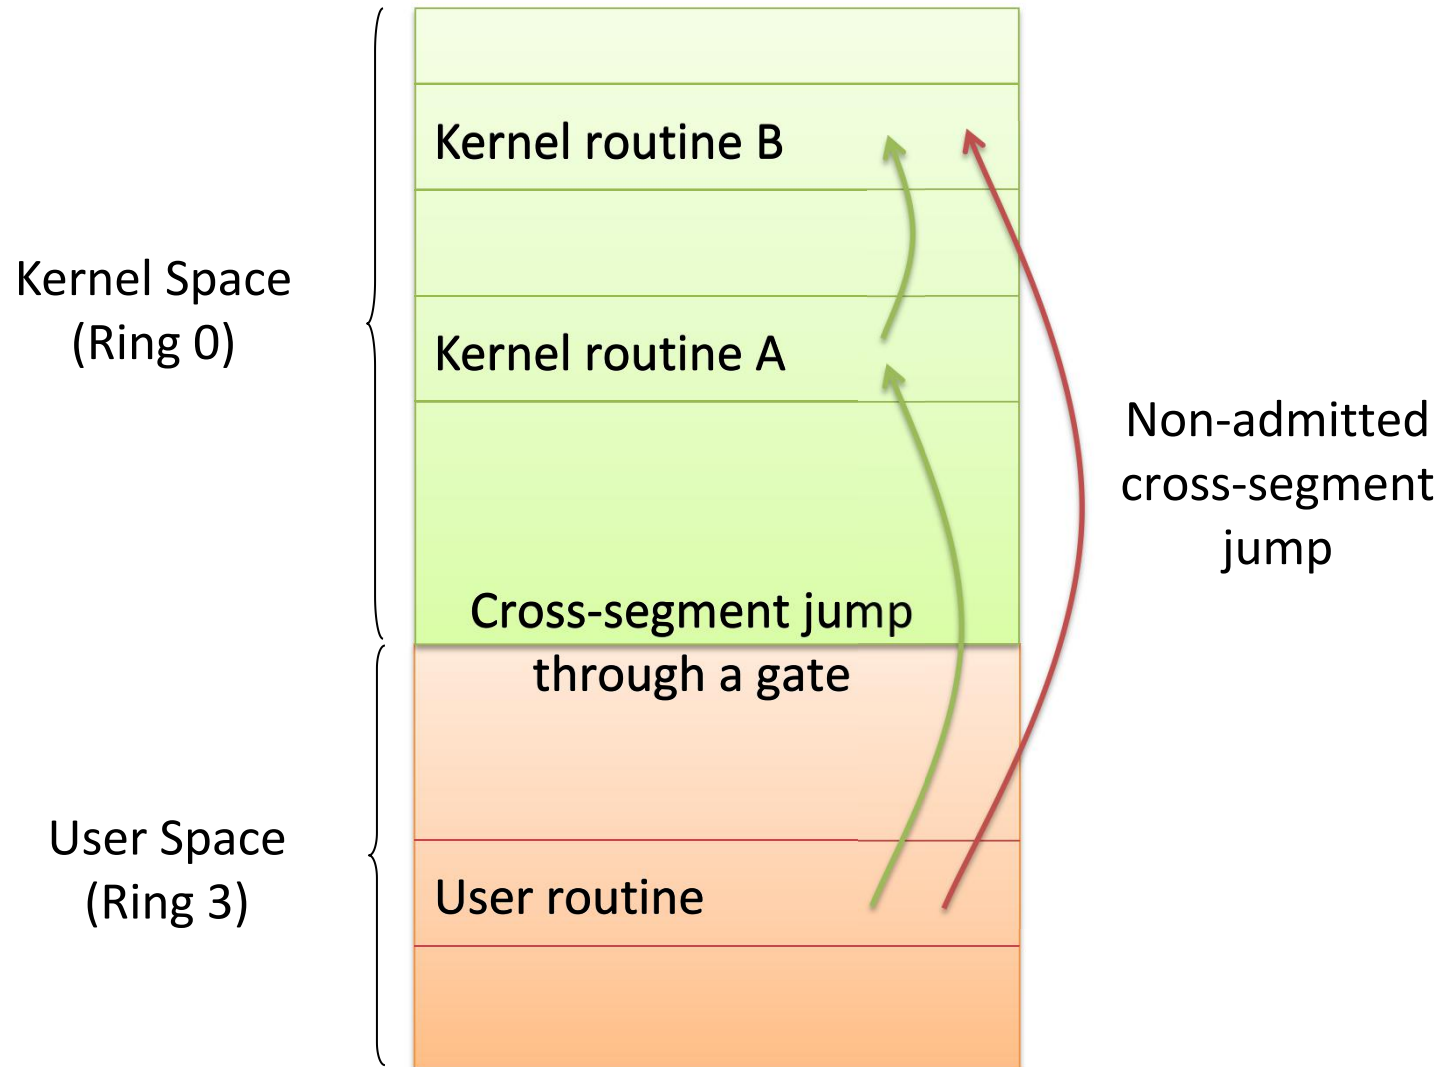 Kernel routine B
Kernel Space
(Ring 0)
Kernel routine A
Non-admitted
cross-segment
jump
Cross-segment jump
through a gate
User Space
(Ring 3)
User routine